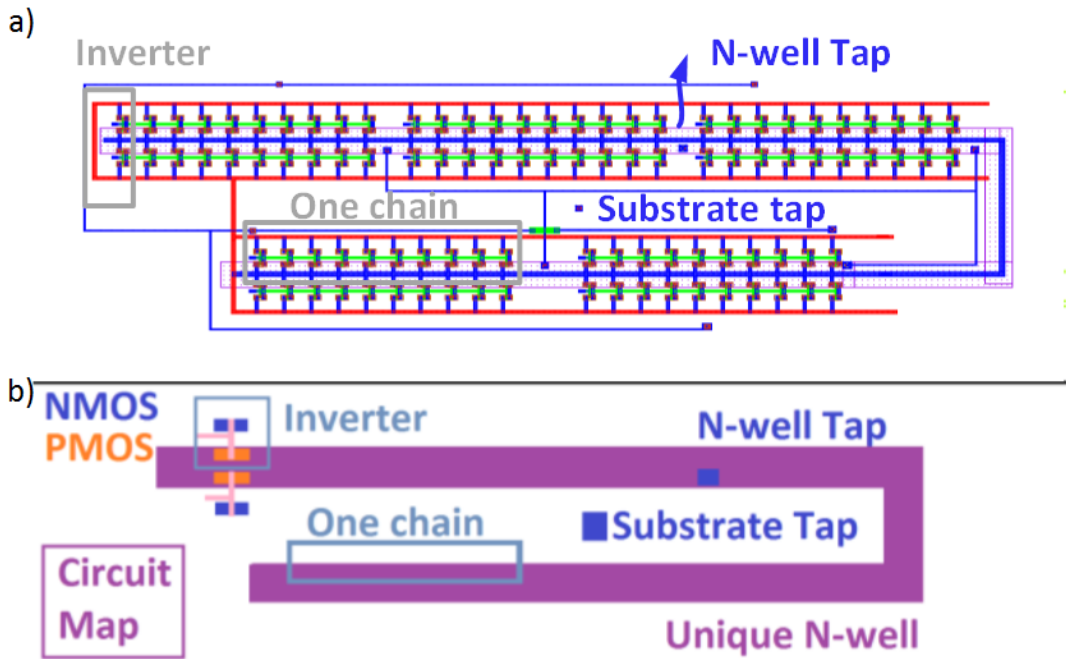 a)
Inverter
N-well Tap
One chain
Substrate tap
b)
NMOS
PMOS
Inverter
N-well Tap
One chain
Substrate Tap
Circuit
Map
Unique N-well